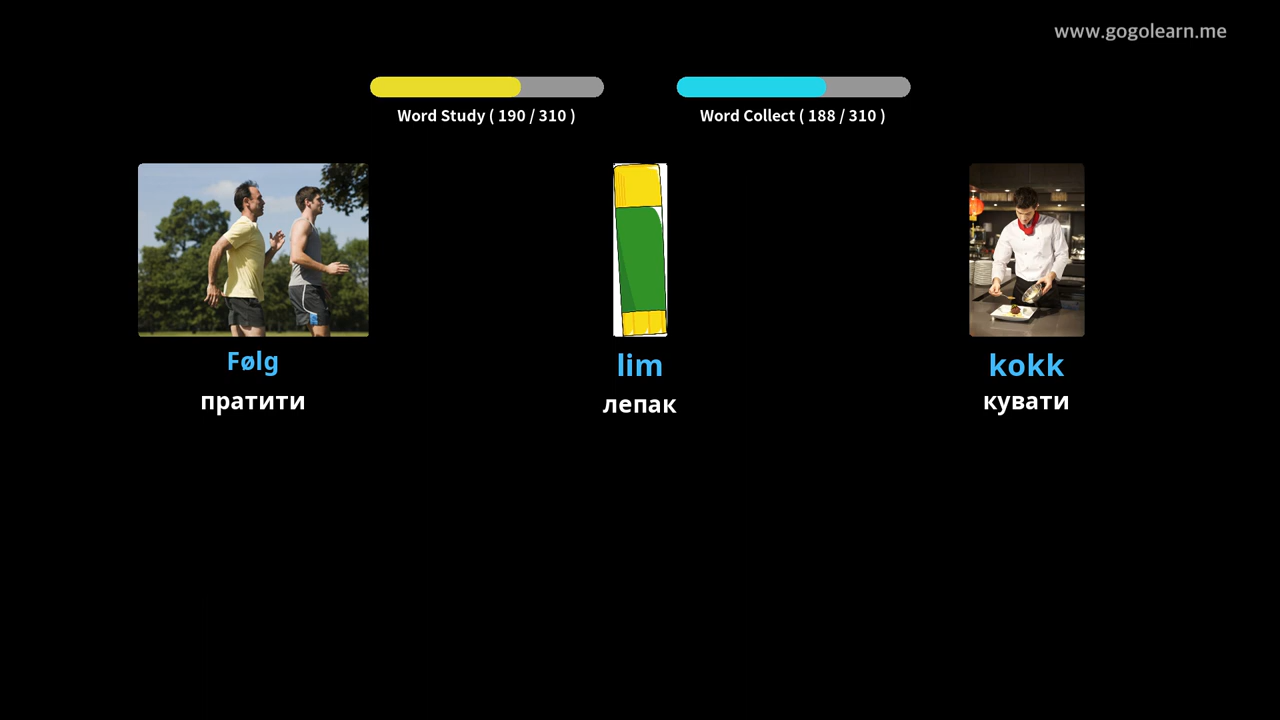 www.gogolearn.me
Word Study ( 190 / 310 )
Word Collect ( 188 / 310 )
Følg
lim
kokk
пратити
лепак
кувати